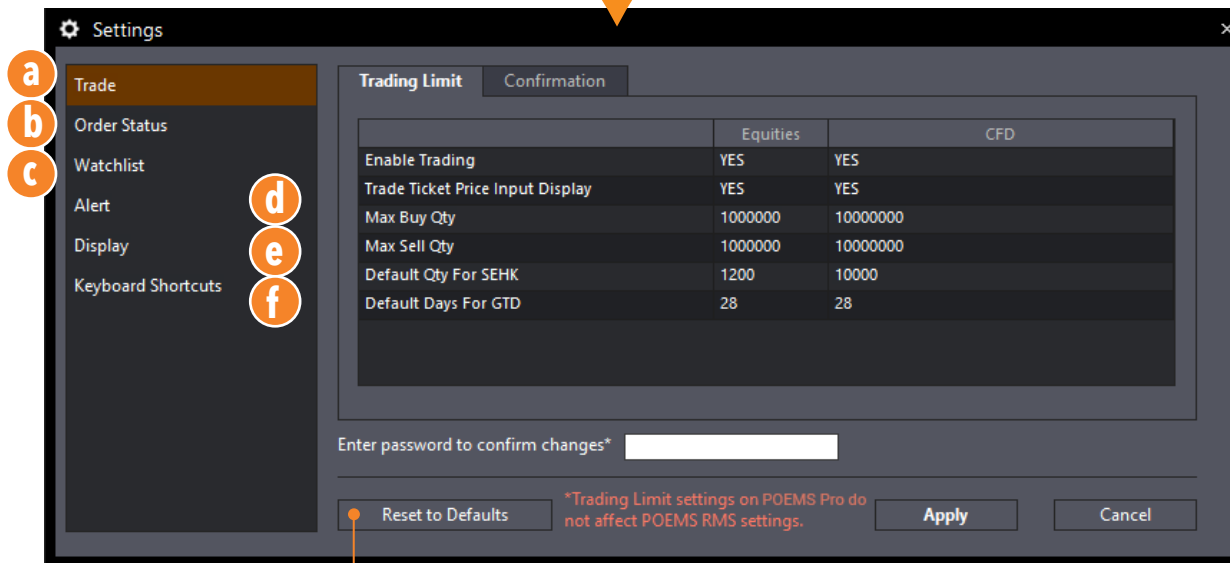 Settings
a Trade
b Order Status
c Watchlist
Alert d
Display e
Keyboard Shortcuts f
Trading Limit Confirmation
Equities CFD
Enable Trading YES YES
Trade Ticket Price Input Display YES YES
Max Buy Qty 1000000 10000000
Max Sell Qty 1000000 10000000
Default Qty For SEHK 1200 10000
Default Days For GTD 28 28
Enter password to confirm changes*
Reset to Defaults
*Trading Limit settings on POEMS Pro do
not affect POEMS RMS settings.
Apply
Cancel